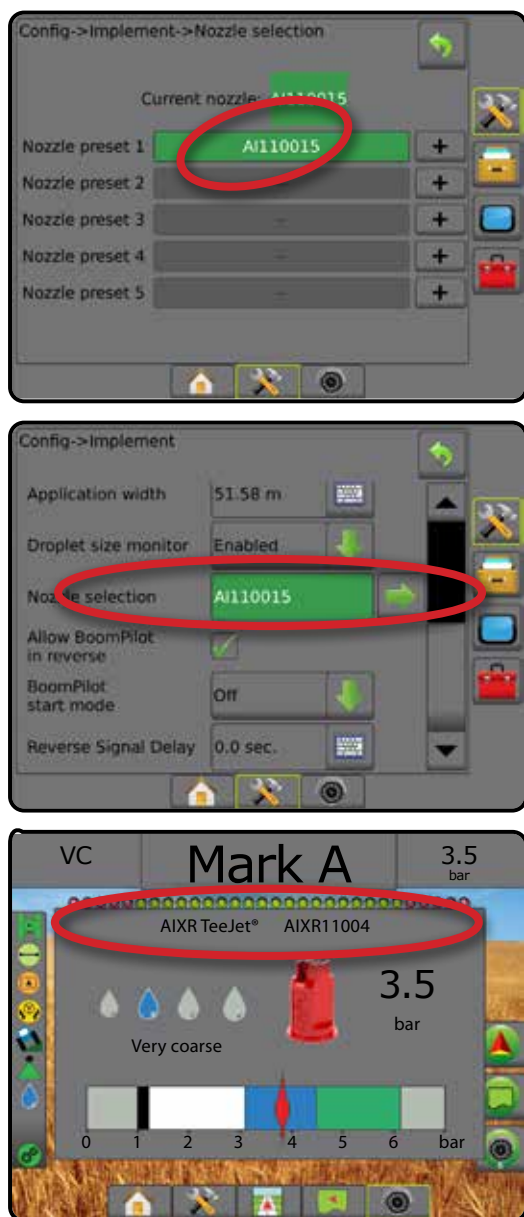 Config->Implement->Nozzle selection
Current nozzle: AI110015
Nozzle preset 1 AI110015 +
Nozzle preset 2 - +
Nozzle preset 3 - +
Nozzle preset 4 - +
Nozzle preset 5 - +
Config->Implement
Application width 51.58 m
Droplet size monitor Enabled
Nozzle selection AI110015
Allow BoomPilot
in reverse
BoomPilot
start mode Off
Reverse Signal Delay 0.0 sec.
VC Mark A 3.5
bar
AIXR TeeJet® AIXR11004
3.5
bar
Very coarse
0 1 2 3 4 5 6 bar